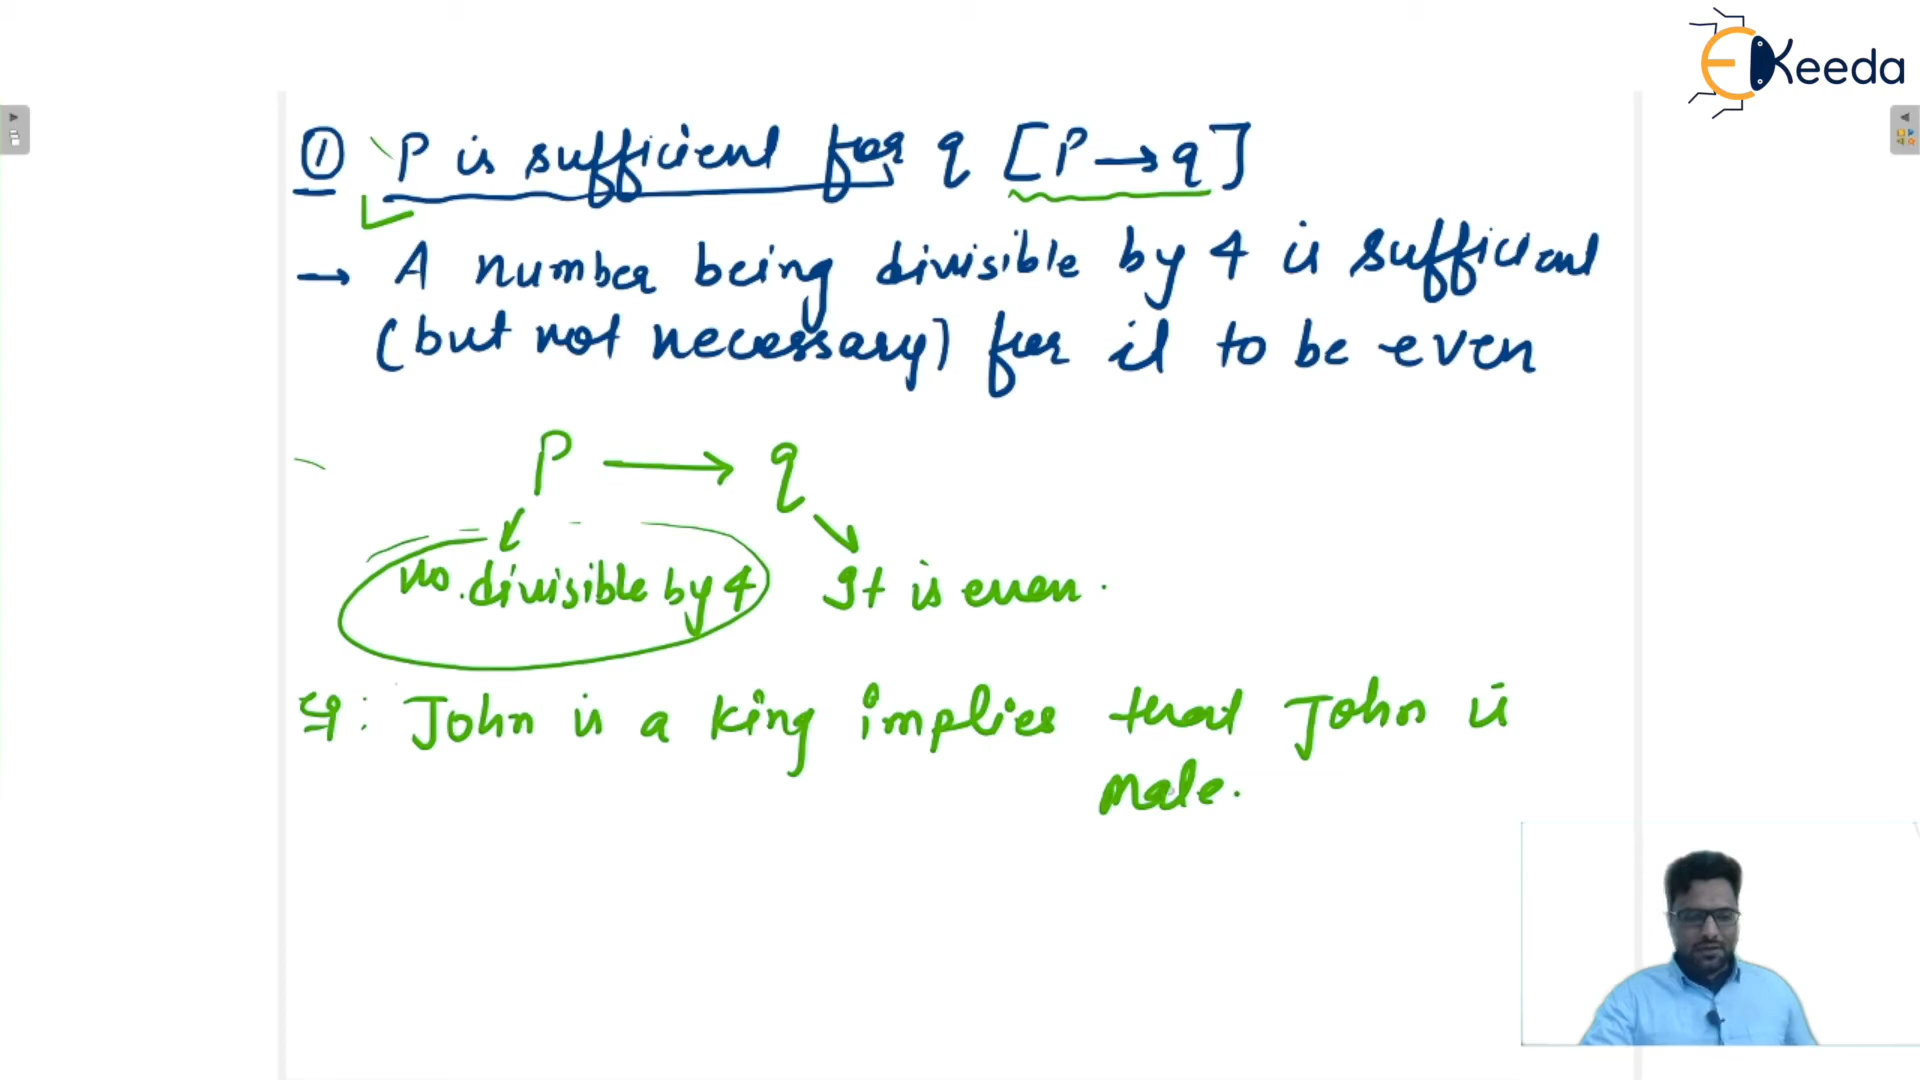 EKeeda
① P is sufficient for q [P → q]
→ A number being divisible by 4 is sufficient
(but not necessary) for it to be even
P → q
no. divisible by 4 It is even.
Eg: John is a king implies that John is
male.